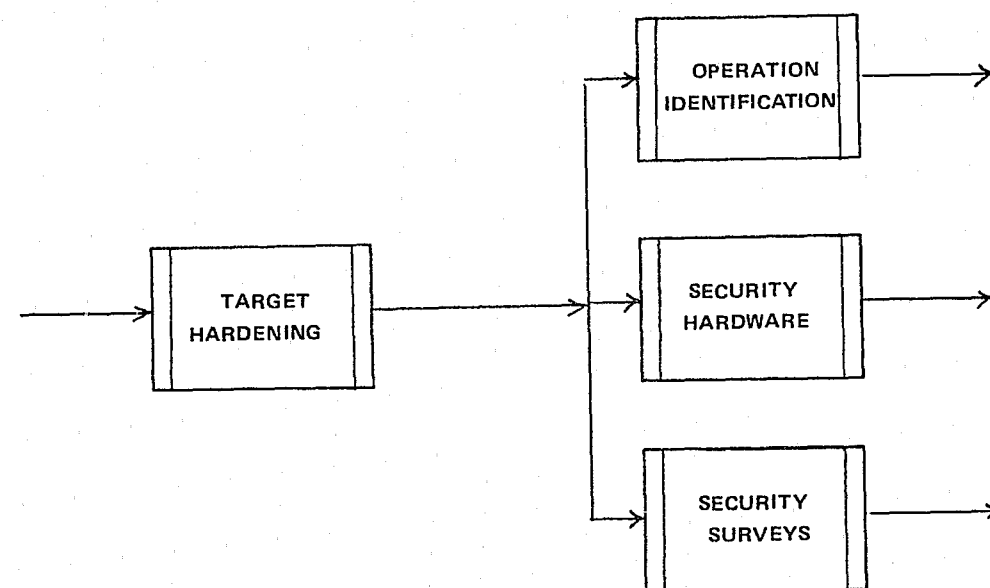 OPERATION
IDENTIFICATION
TARGET
HARDENING
SECURITY
HARDWARE
SECURITY
SURVEYS